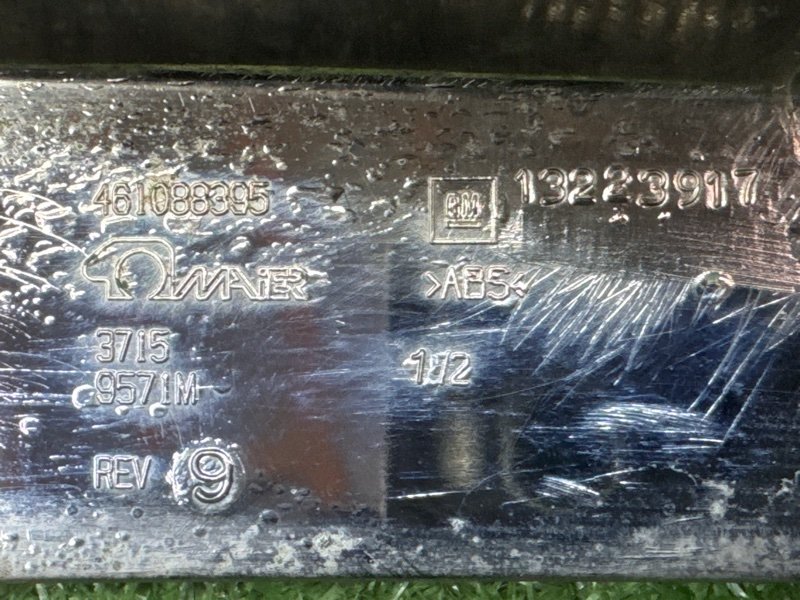 461088395
MAIER
3715
9571M
REV 9
GM 13223917
>ABS<
1/2